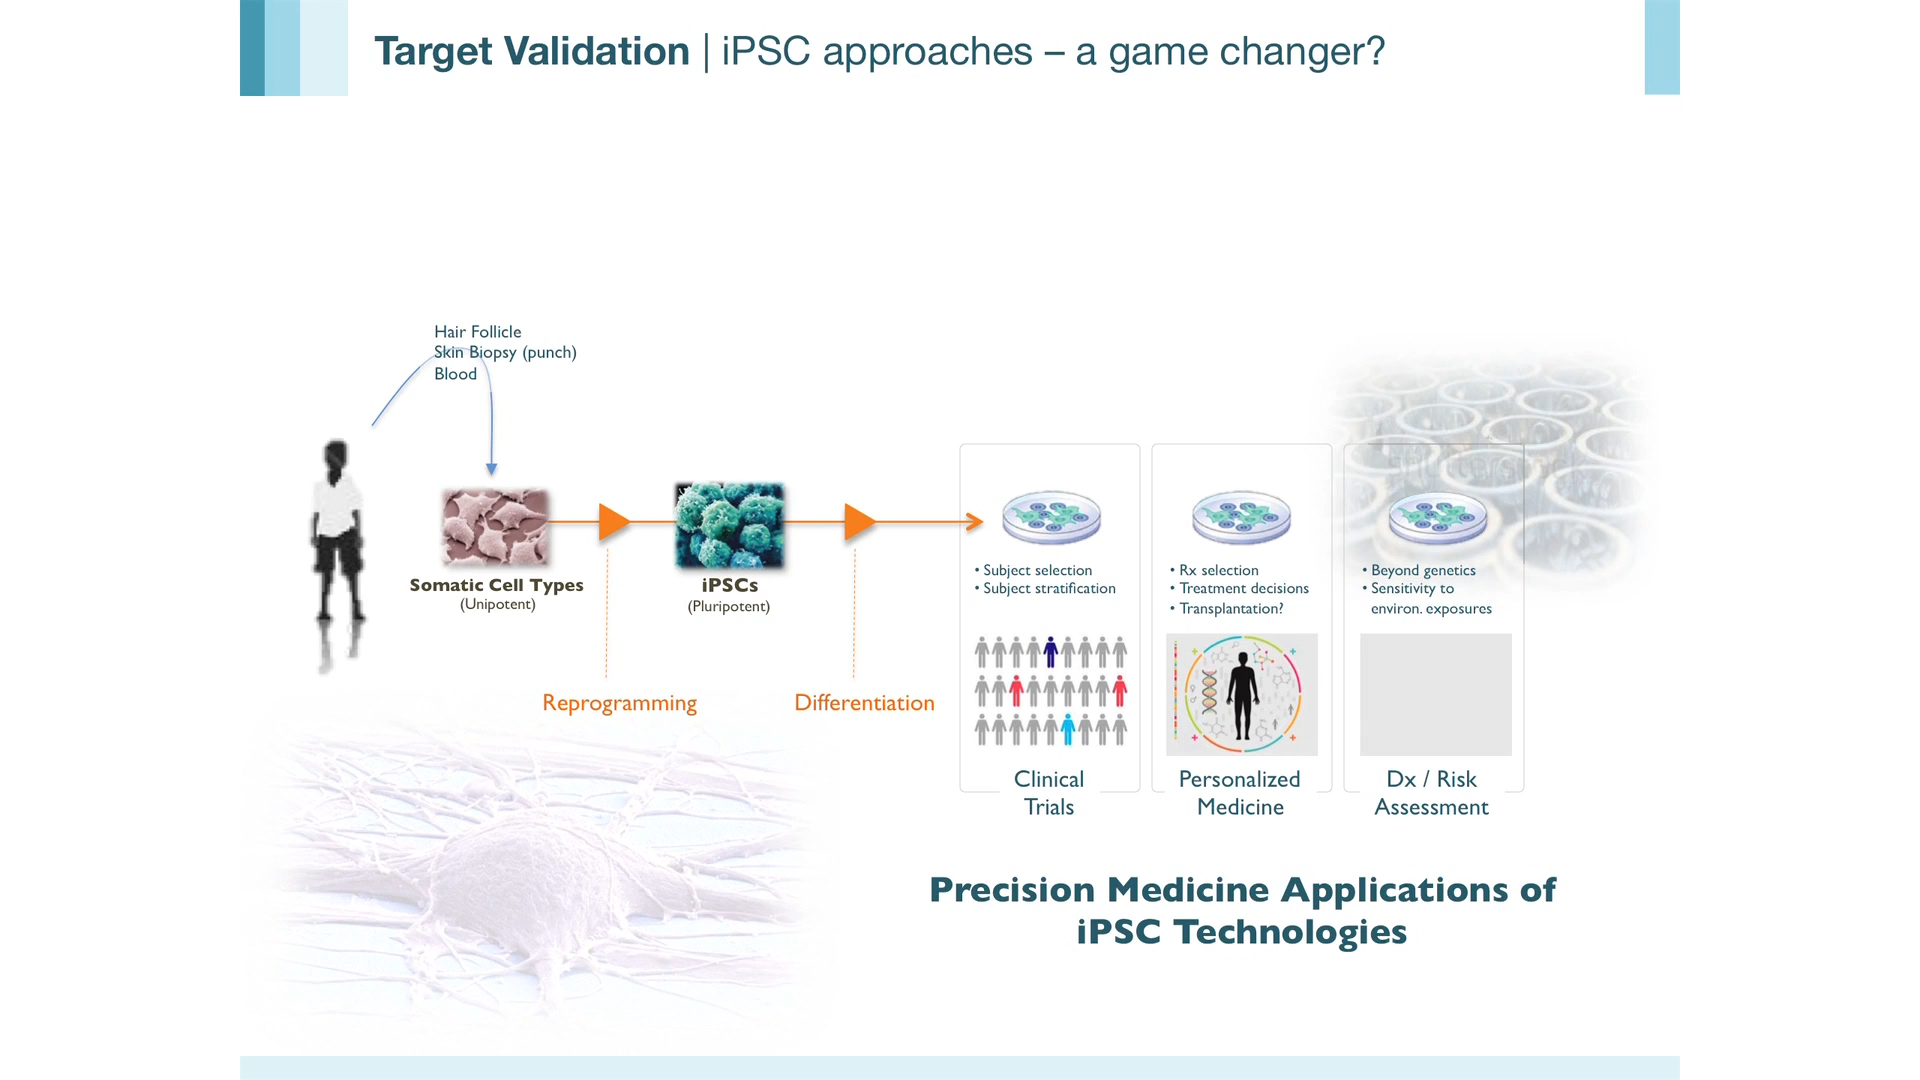 Target Validation | iPSC approaches – a game changer?
Hair Follicle
Skin Biopsy (punch)
Blood
Somatic Cell Types
(Unipotent)
iPSCs
(Pluripotent)
Reprogramming
Differentiation
• Subject selection
• Subject stratification
Clinical
Trials
• Rx selection
• Treatment decisions
• Transplantation?
Personalized
Medicine
• Beyond genetics
• Sensitivity to
environ. exposures
Dx / Risk
Assessment
Precision Medicine Applications of
iPSC Technologies